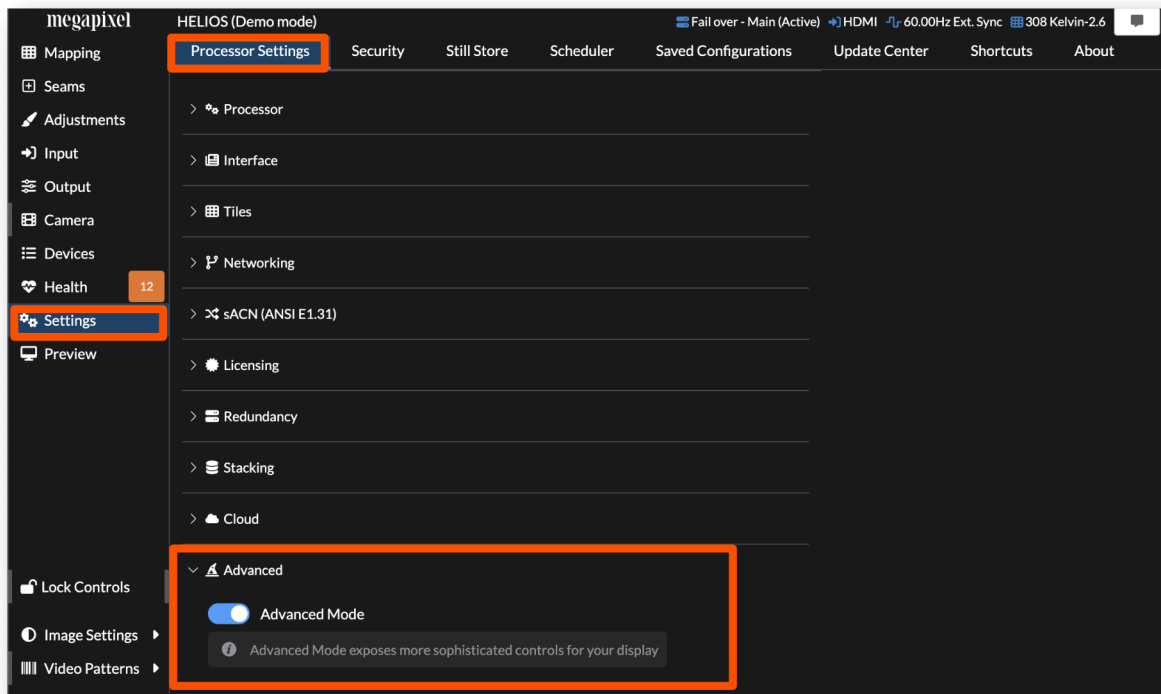 megapixel
HELIOS (Demo mode)
Fail over - Main (Active) HDMI 60.00Hz Ext. Sync 308 Kelvin-2.6
Processor Settings Security Still Store Scheduler Saved Configurations Update Center Shortcuts About
Mapping
Seams
Adjustments
Input
Output
Camera
Devices
Health 12
Settings
Preview
Lock Controls
Image Settings
Video Patterns
Processor
Interface
Tiles
Networking
sACN (ANSI E1.31)
Licensing
Redundancy
Stacking
Cloud
Advanced
Advanced Mode
Advanced Mode exposes more sophisticated controls for your display